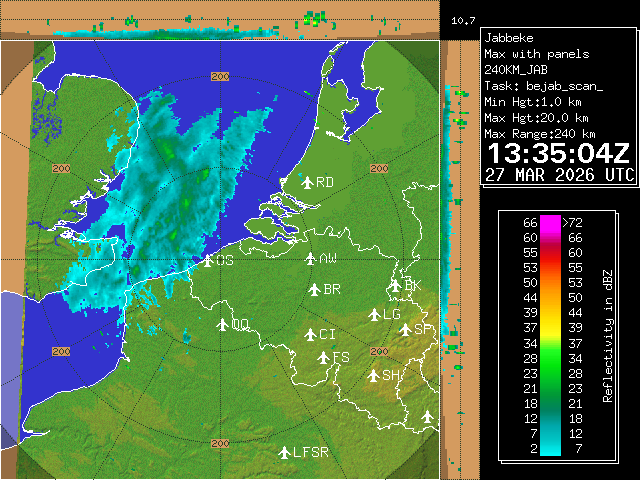 10.7
Jabbeke
Max with panels
240KM_JAB
Task: bejab_scan_
Min Hgt:1.0 km
Max Hgt:20.0 km
Max Range:240 km
13:35:04Z
27 MAR 2026 UTC
200
200
200
RD
OS
AW
BR
BK
LG
QQ
CI
SP
200
FS
200
SH
200
LFSR
66 >72
60 66
55 60
53 55
50 53
44 50
39 44
37 39
34 37
28 34
23 28
21 23
18 21
12 18
7 12
2 7
Reflectivity in dBZ